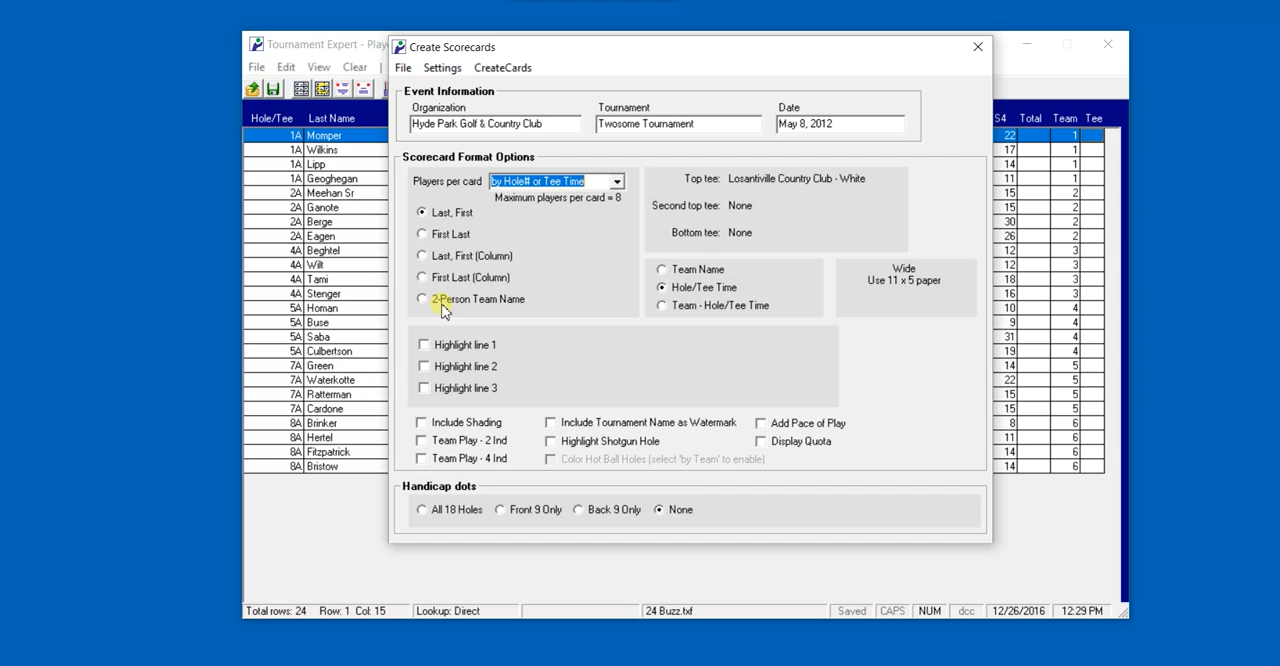 Tournament Expert - Play
File Edit View Clear
Create Scorecards
File Settings CreateCards
Event Information
Organization Tournament Date
Hyde Park Golf & Country Club Twosome Tournament May 8, 2012
Scorecard Format Options
Players per card by Hole# or Tee Time
Maximum players per card = 8
Last, First
First Last
Last, First (Column)
First Last (Column)
2-Person Team Name
Top tee: Losantiville Country Club - White
Second top tee: None
Bottom tee: None
Team Name
Hole/Tee Time
Team - Hole/Tee Time
Wide
Use 11 x 5 paper
Highlight line 1
Highlight line 2
Highlight line 3
Include Shading Include Tournament Name as Watermark Add Pace of Play
Team Play - 2 Ind Highlight Shotgun Hole Display Quota
Team Play - 4 Ind Color Hot Ball Holes (select 'by Team' to enable)
Handicap dots
All 18 Holes Front 9 Only Back 9 Only None
Hole/Tee Last Name S4 Total Team Tee
1A Momper 22 1
1A Wilkins 17 1
1A Lipp 14 1
1A Geoghegan 11 1
2A Meehan Sr 15 2
2A Ganote 15 2
2A Berge 30 2
2A Eagen 26 2
4A Beghtel 12 3
4A Wilt 12 3
4A Tami 18 3
4A Stenger 16 3
5A Homan 10 4
5A Buse 9 4
5A Saba 31 4
5A Culbertson 19 4
7A Green 14 5
7A Waterkotte 22 5
7A Ratterman 15 5
7A Cardone 15 5
8A Brinker 8 6
8A Hertel 11 6
8A Fitzpatrick 14 6
8A Bristow 14 6
Total rows: 24 Row: 1 Col: 15 Lookup: Direct 24 Buzz.txf Saved CAPS NUM dcc 12/26/2016 12:29 PM